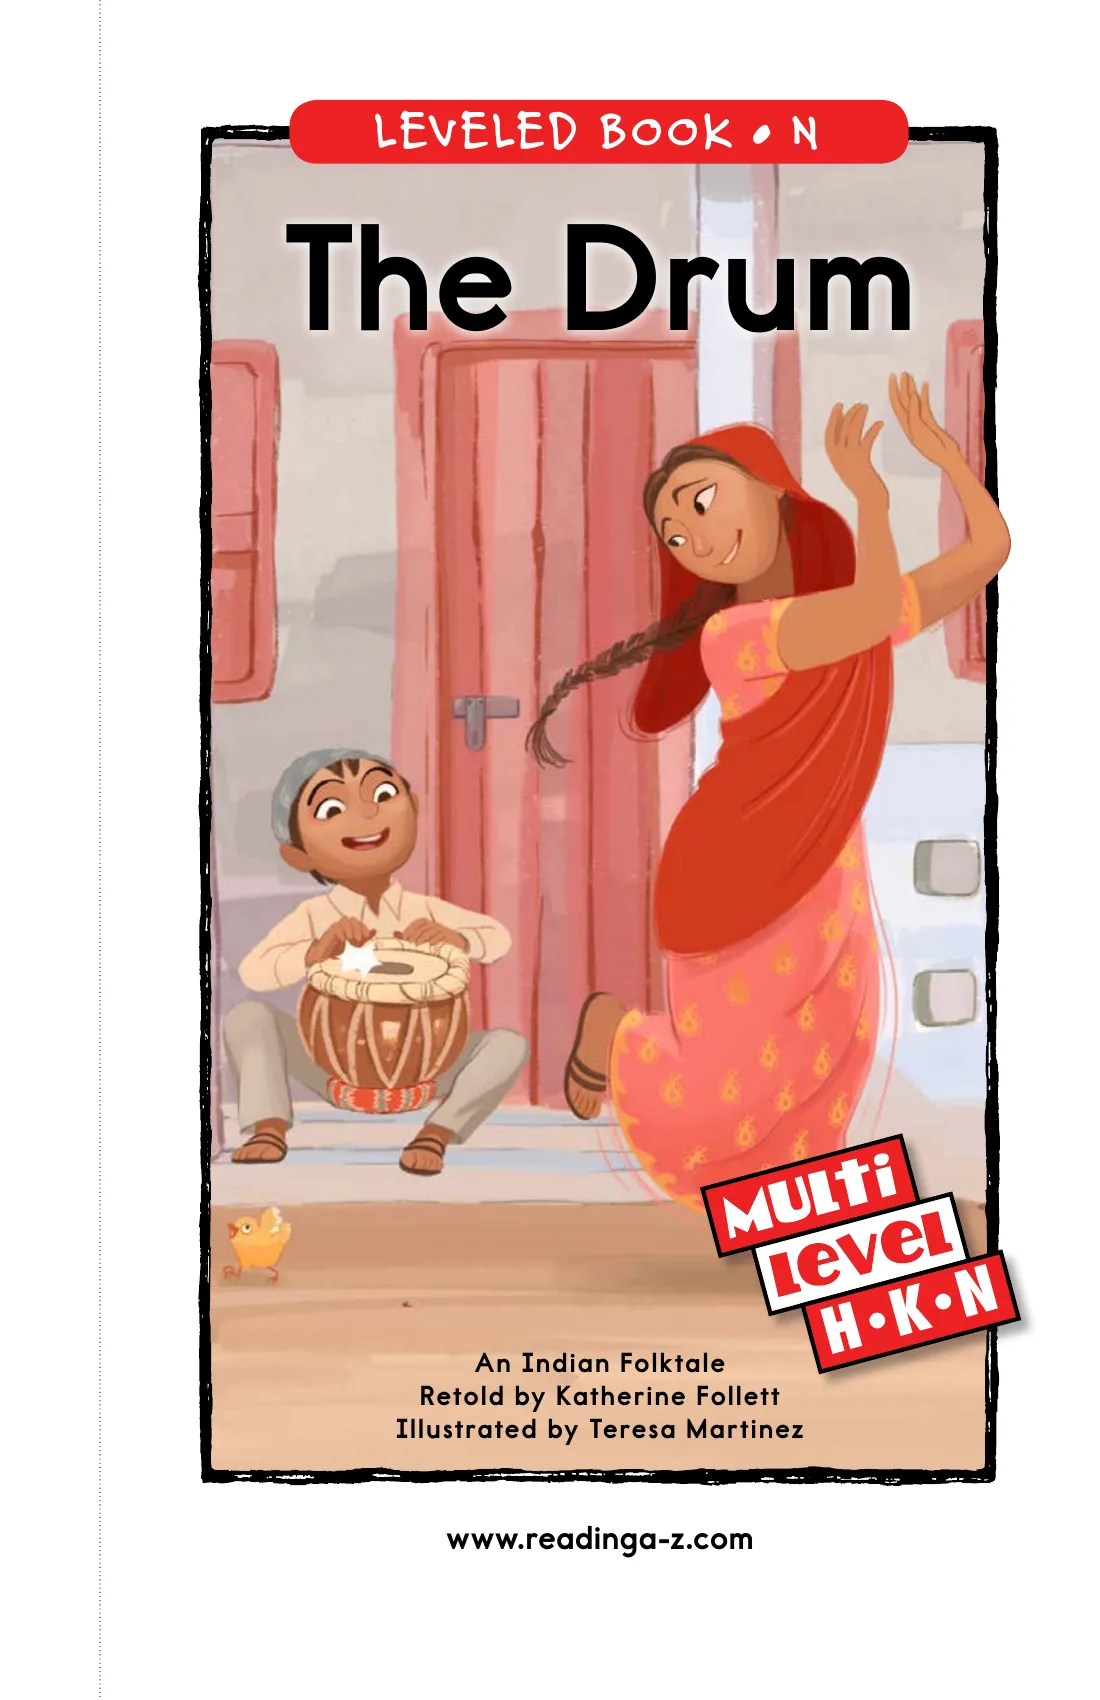 LEVELED BOOK • N
The Drum
MULTi
LeVeL
H•K•N
An Indian Folktale
Retold by Katherine Follett
Illustrated by Teresa Martinez
www.readinga-z.com